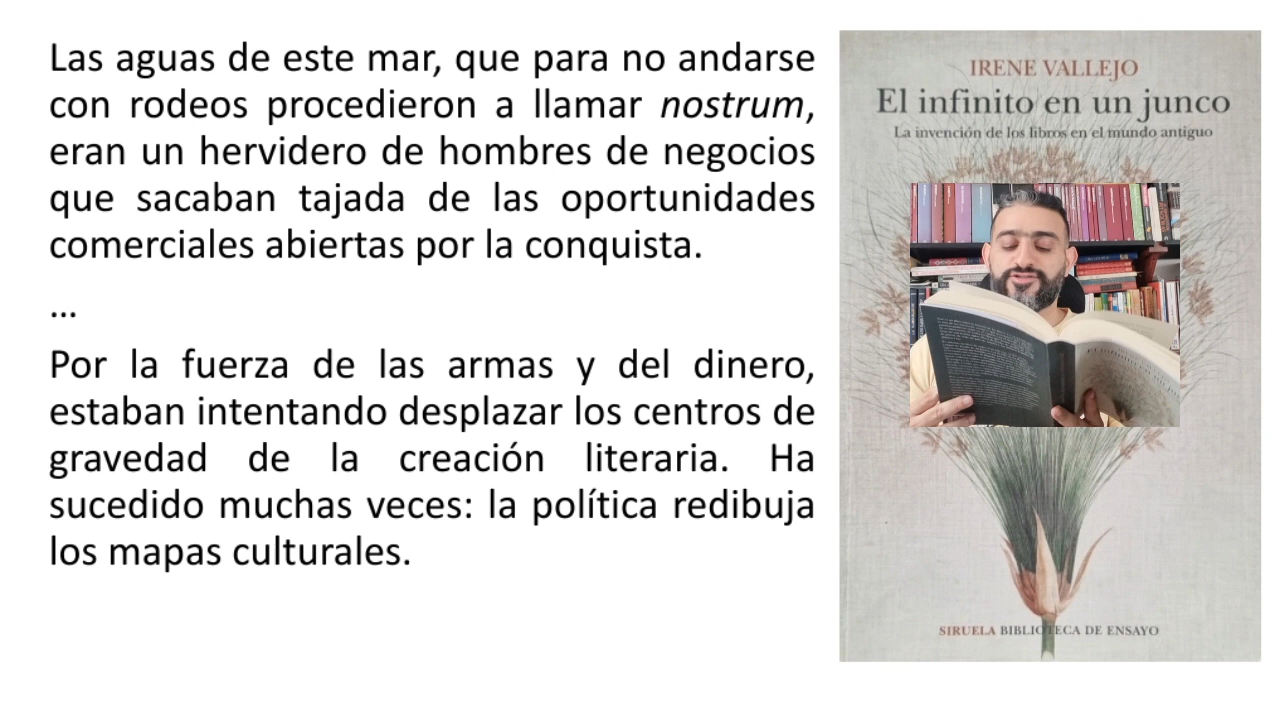 Las aguas de este mar, que para no andarse
con rodeos procedieron a llamar nostrum,
eran un hervidero de hombres de negocios
que sacaban tajada de las oportunidades
comerciales abiertas por la conquista.
...
Por la fuerza de las armas y del dinero,
estaban intentando desplazar los centros de
gravedad de la creación literaria. Ha
sucedido muchas veces: la política redibuja
los mapas culturales.
IRENE VALLEJO
El infinito en un junco
La invención de los libros en el mundo antiguo
SIRUELA BIBLIOTECA DE ENSAYO